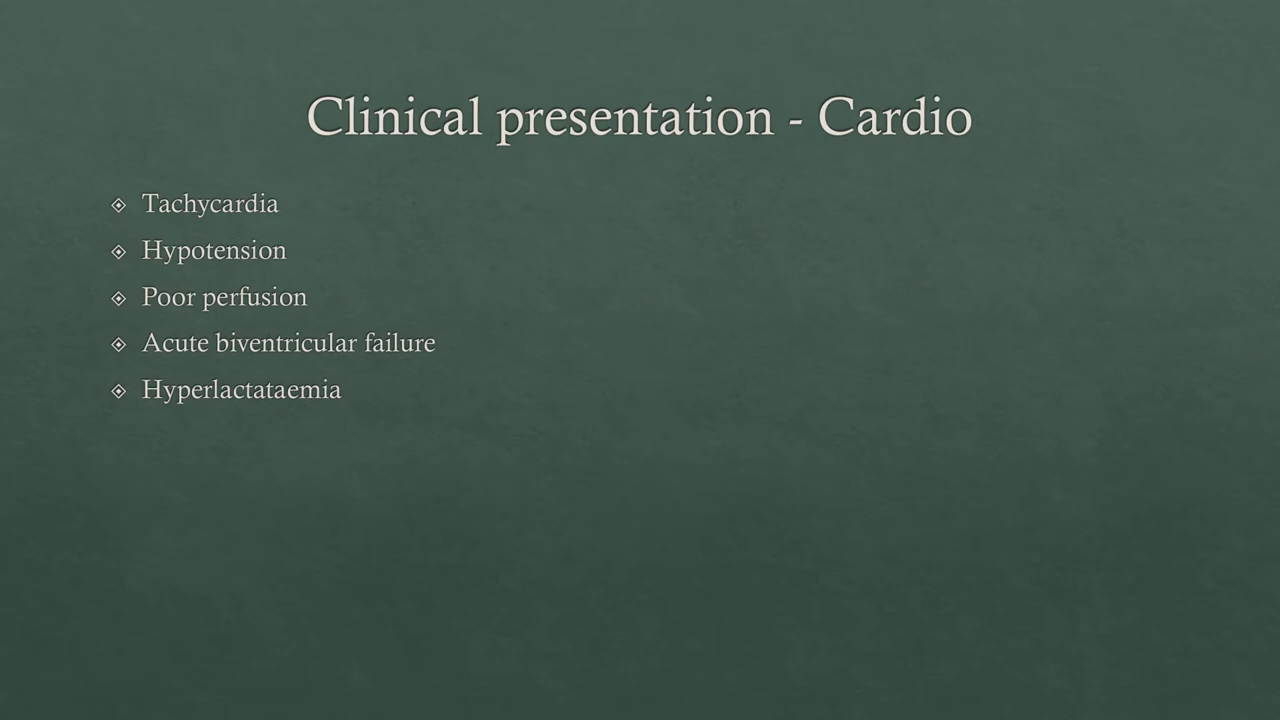 Clinical presentation - Cardio
Tachycardia
Hypotension
Poor perfusion
Acute biventricular failure
Hyperlactataemia